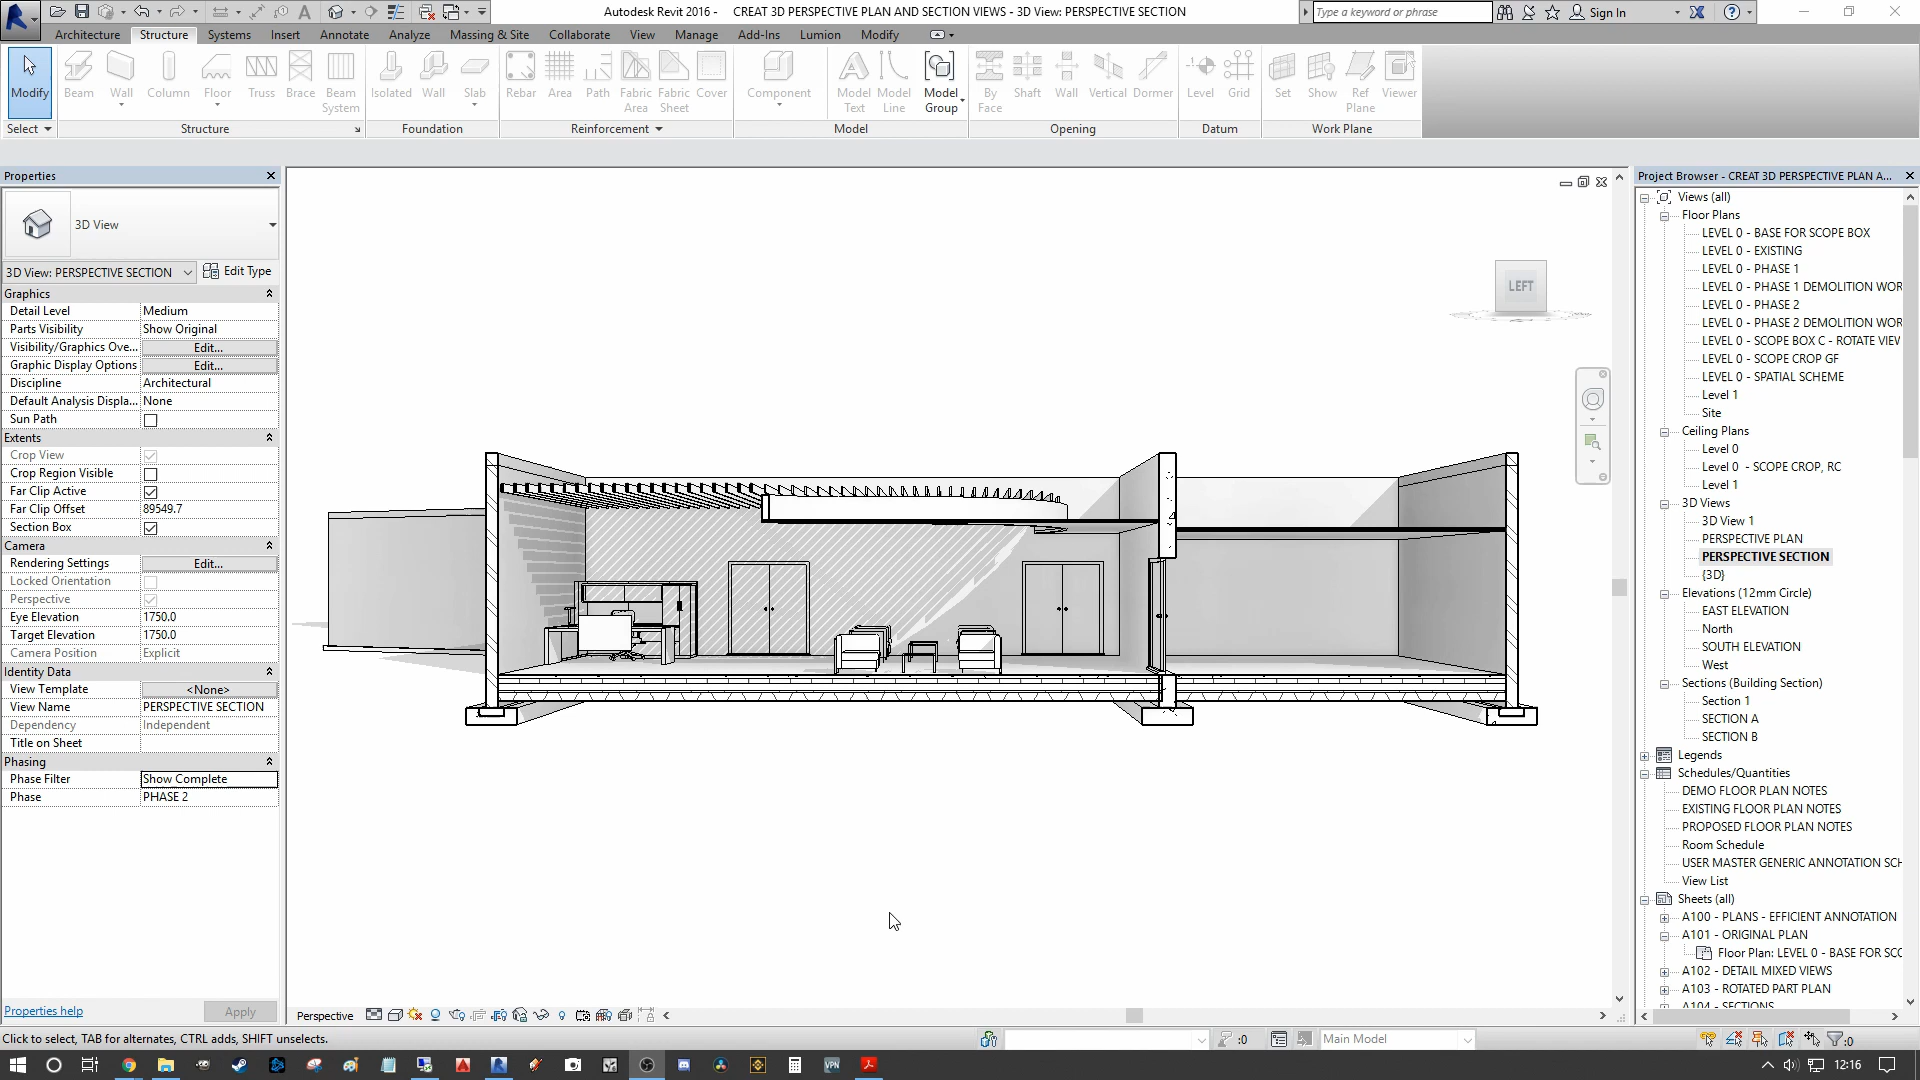 Autodesk Revit 2016 - CREAT 3D PERSPECTIVE PLAN AND SECTION VIEWS - 3D View: PERSPECTIVE SECTION
Type a keyword or phrase
Sign In
Architecture Structure Systems Insert Annotate Analyze Massing & Site Collaborate View Manage Add-Ins Lumion Modify
Modify Beam Wall Column Floor Truss Brace Beam System Isolated Wall Slab Rebar Area Path Fabric Area Fabric Sheet Cover Component Model Text Model Line Model Group By Face Shaft Wall Vertical Dormer Level Grid Set Show Ref Plane Viewer
Select Structure Foundation Reinforcement Model Opening Datum Work Plane
Properties
3D View
3D View: PERSPECTIVE SECTION Edit Type
Graphics
Detail Level Medium
Parts Visibility Show Original
Visibility/Graphics Ove... Edit...
Graphic Display Options Edit...
Discipline Architectural
Default Analysis Displa... None
Sun Path
Extents
Crop View
Crop Region Visible
Far Clip Active
Far Clip Offset 89549.7
Section Box
Camera
Rendering Settings Edit...
Locked Orientation
Perspective
Eye Elevation 1750.0
Target Elevation 1750.0
Camera Position Explicit
Identity Data
View Template <None>
View Name PERSPECTIVE SECTION
Dependency Independent
Title on Sheet
Phasing
Phase Filter Show Complete
Phase PHASE 2
Properties help Apply
LEFT
Perspective
Project Browser - CREAT 3D PERSPECTIVE PLAN A...
Views (all)
Floor Plans
LEVEL 0 - BASE FOR SCOPE BOX
LEVEL 0 - EXISTING
LEVEL 0 - PHASE 1
LEVEL 0 - PHASE 1 DEMOLITION WOR
LEVEL 0 - PHASE 2
LEVEL 0 - PHASE 2 DEMOLITION WOR
LEVEL 0 - SCOPE BOX C - ROTATE VIEV
LEVEL 0 - SCOPE CROP GF
LEVEL 0 - SPATIAL SCHEME
Level 1
Site
Ceiling Plans
Level 0
Level 0 - SCOPE CROP, RC
Level 1
3D Views
3D View 1
PERSPECTIVE PLAN
PERSPECTIVE SECTION
{3D}
Elevations (12mm Circle)
EAST ELEVATION
North
SOUTH ELEVATION
West
Sections (Building Section)
Section 1
SECTION A
SECTION B
Legends
Schedules/Quantities
DEMO FLOOR PLAN NOTES
EXISTING FLOOR PLAN NOTES
PROPOSED FLOOR PLAN NOTES
Room Schedule
USER MASTER GENERIC ANNOTATION SCH
View List
Sheets (all)
A100 - PLANS - EFFICIENT ANNOTATION
A101 - ORIGINAL PLAN
Floor Plan: LEVEL 0 - BASE FOR SCO
A102 - DETAIL MIXED VIEWS
A103 - ROTATED PART PLAN
A104 - SECTIONS
Click to select, TAB for alternates, CTRL adds, SHIFT unselects.
:0
Main Model
:0
VPN
12:16